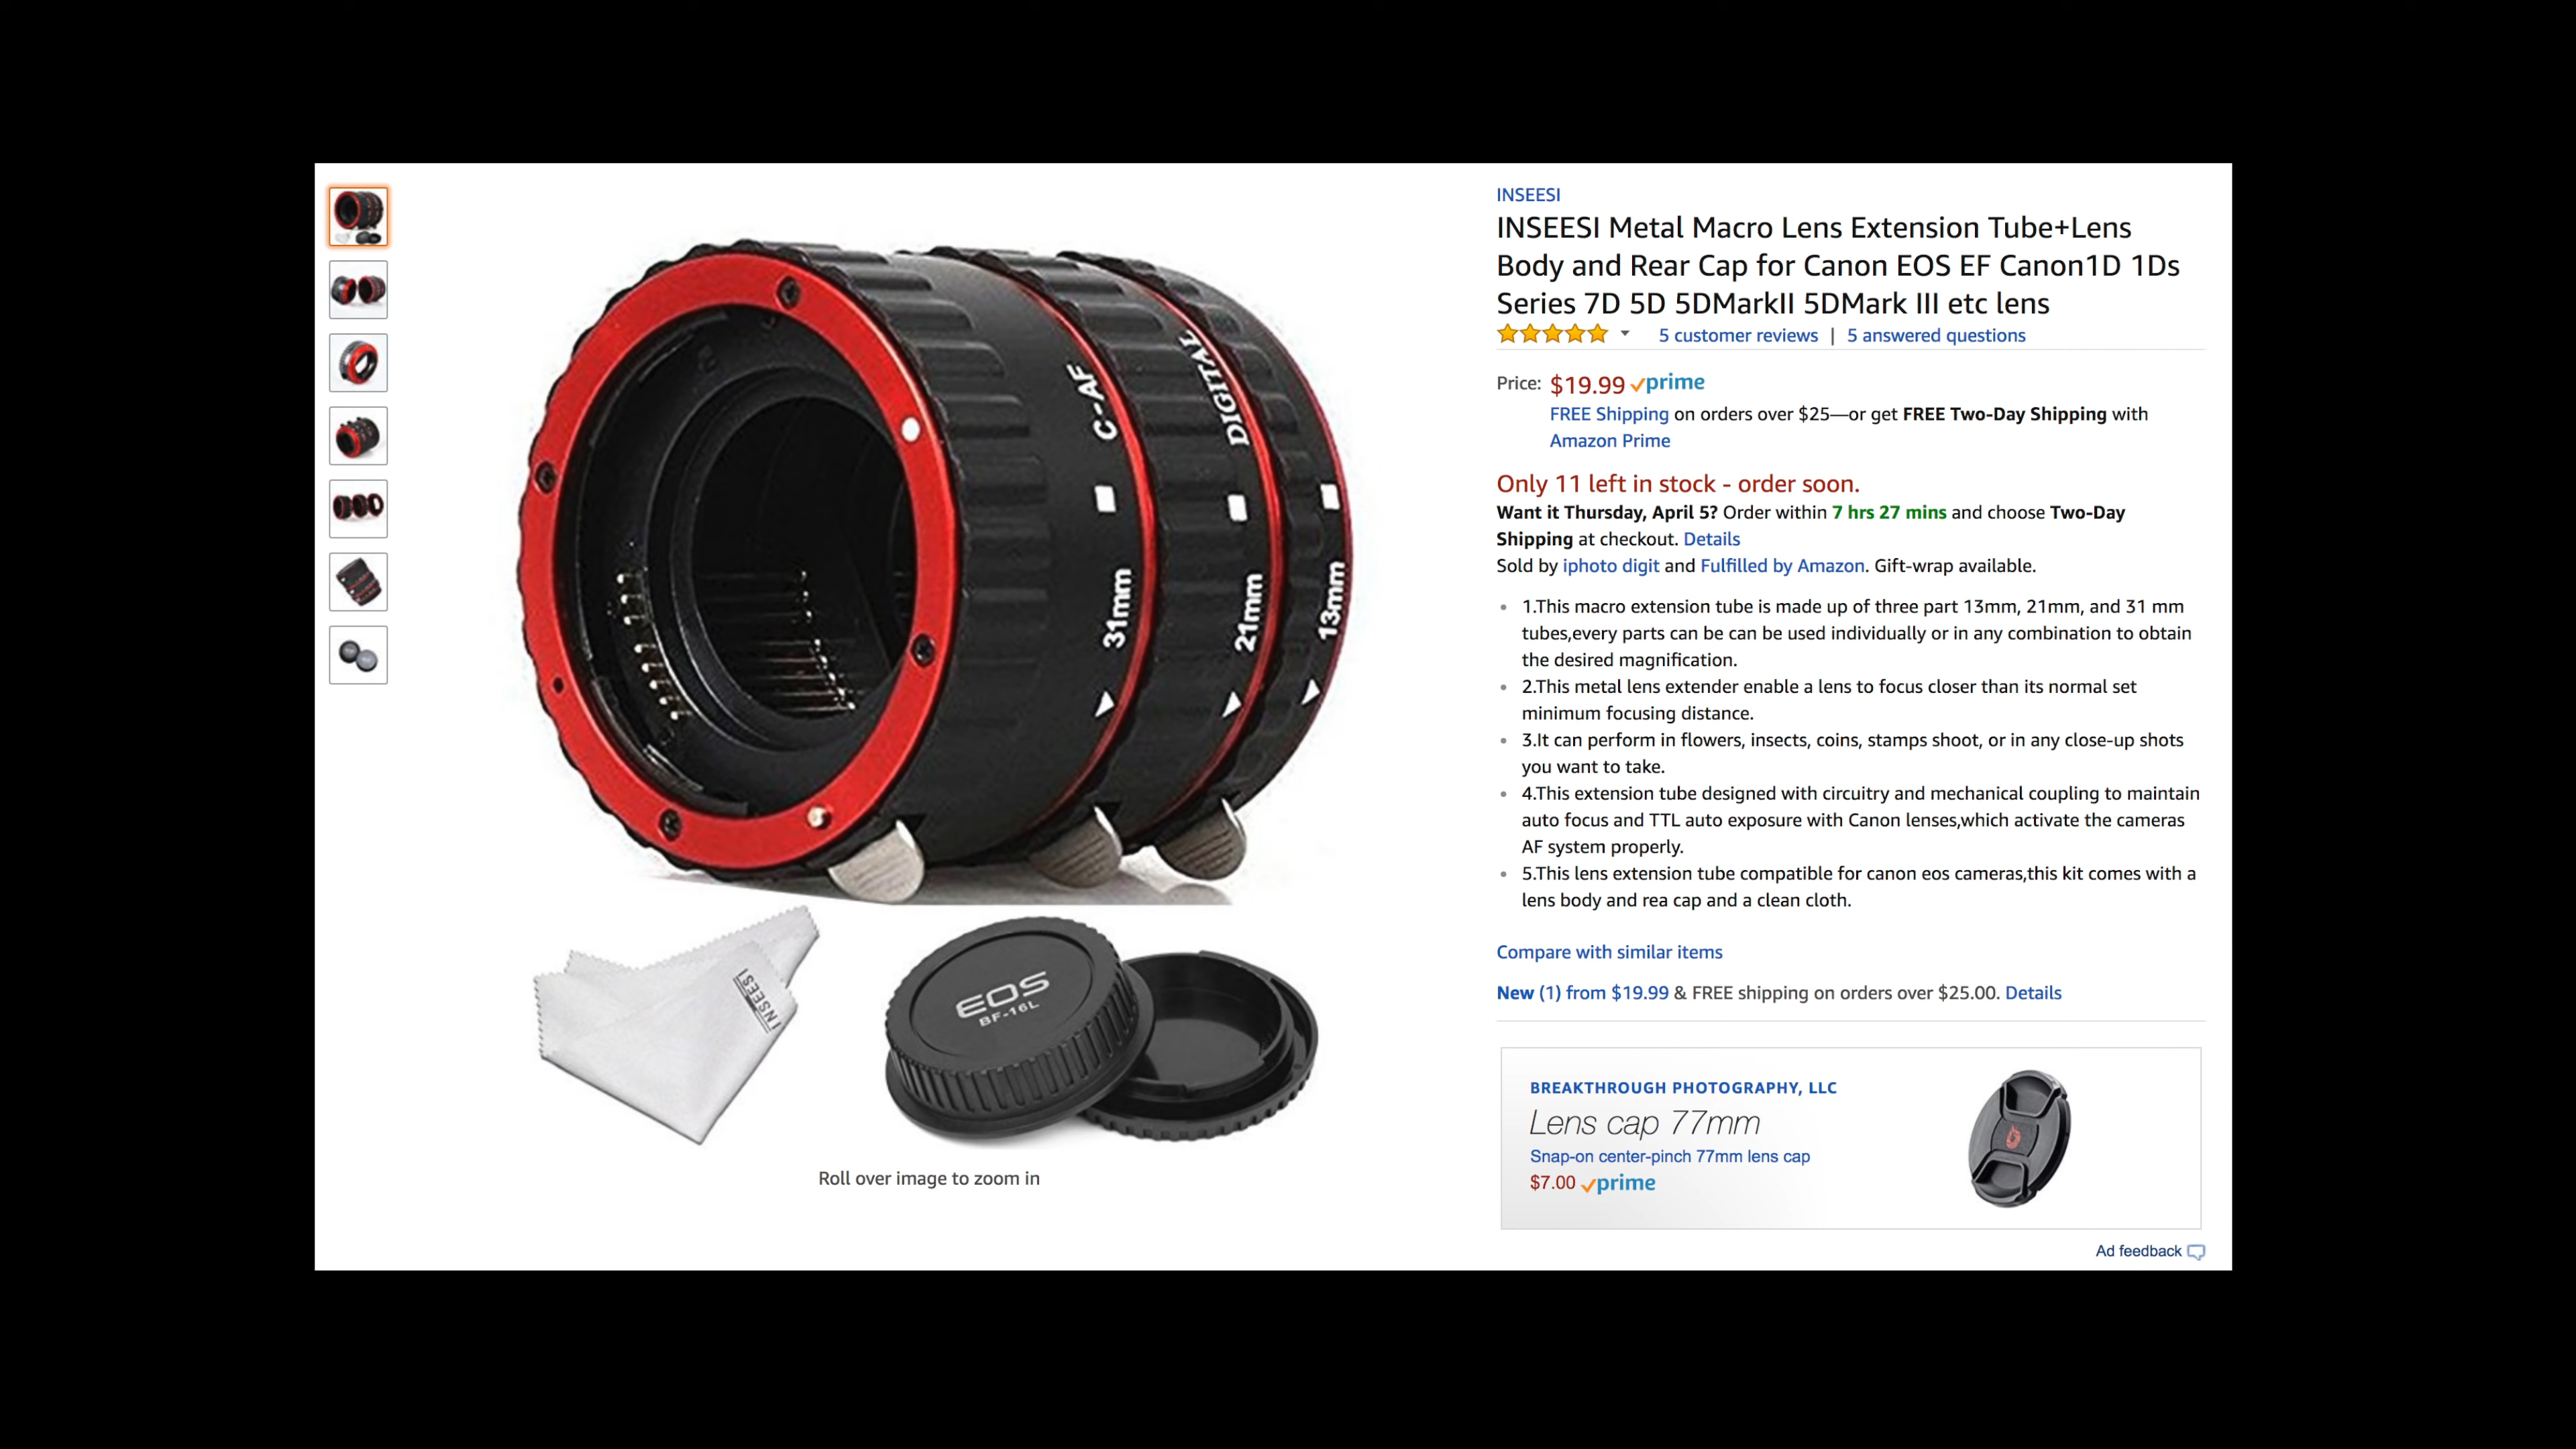 C-AF
DIGITAL
31mm
21mm
13mm
INSEESI
EOS
BF-16L
Roll over image to zoom in
INSEESI
INSEESI Metal Macro Lens Extension Tube+Lens
Body and Rear Cap for Canon EOS EF Canon1D 1Ds
Series 7D 5D 5DMarkII 5DMark III etc lens
5 customer reviews | 5 answered questions
Price: $19.99 prime
FREE Shipping on orders over $25—or get FREE Two-Day Shipping with
Amazon Prime
Only 11 left in stock - order soon.
Want it Thursday, April 5? Order within 7 hrs 27 mins and choose Two-Day
Shipping at checkout. Details
Sold by iphoto digit and Fulfilled by Amazon. Gift-wrap available.
• 1.This macro extension tube is made up of three part 13mm, 21mm, and 31 mm
tubes,every parts can be can be used individually or in any combination to obtain
the desired magnification.
• 2.This metal lens extender enable a lens to focus closer than its normal set
minimum focusing distance.
• 3.It can perform in flowers, insects, coins, stamps shoot, or in any close-up shots
you want to take.
• 4.This extension tube designed with circuitry and mechanical coupling to maintain
auto focus and TTL auto exposure with Canon lenses,which activate the cameras
AF system properly.
• 5.This lens extension tube compatible for canon eos cameras,this kit comes with a
lens body and rea cap and a clean cloth.
Compare with similar items
New (1) from $19.99 & FREE shipping on orders over $25.00. Details
BREAKTHROUGH PHOTOGRAPHY, LLC
Lens cap 77mm
Snap-on center-pinch 77mm lens cap
$7.00 prime
Ad feedback